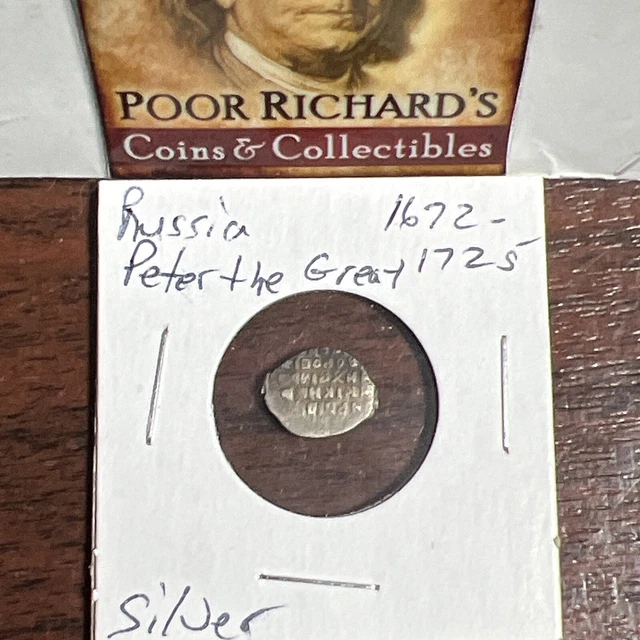 POOR RICHARD'S
Coins & Collectibles
Russia 1672-
Peter the Great 1725
Silver